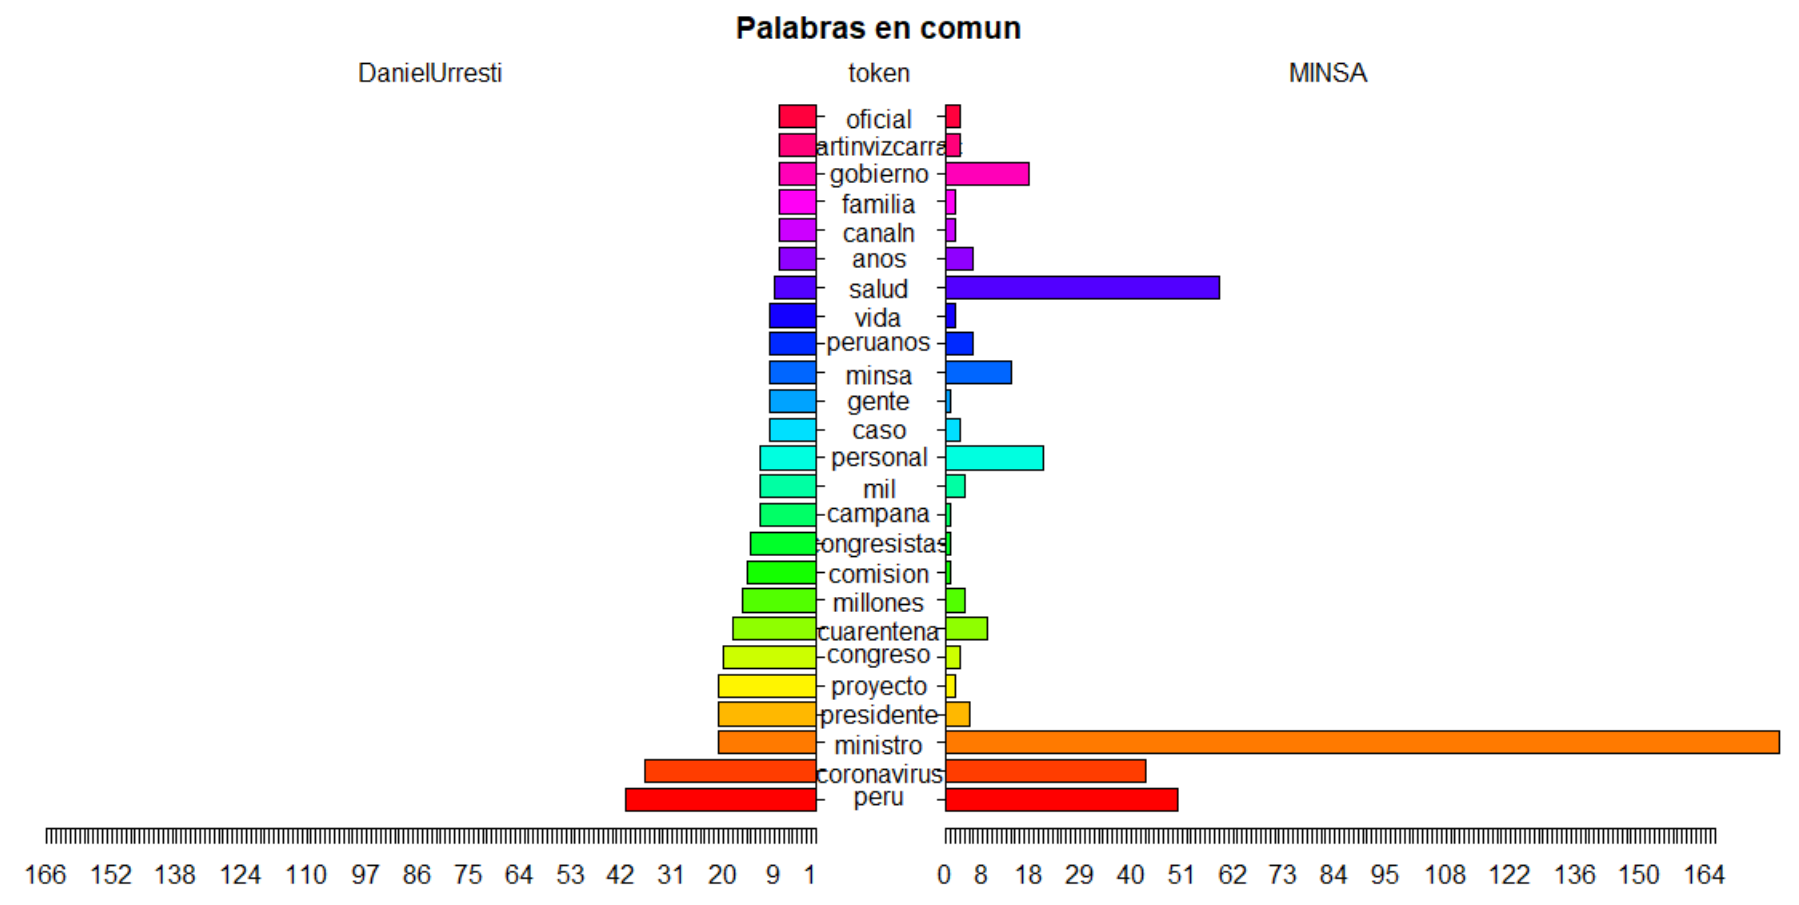 Palabras en comun
DanielUrresti token MINSA
oficial
artinvizcarra
gobierno
familia
canaln
anos
salud
vida
peruanos
minsa
gente
caso
personal
mil
campana
congresistas
comision
millones
cuarentena
congreso
proyecto
presidente
ministro
coronavirus
peru
166 152 138 124 110 97 86 75 64 53 42 31 20 9 1 0 8 18 29 40 51 62 73 84 95 108 122 136 150 164